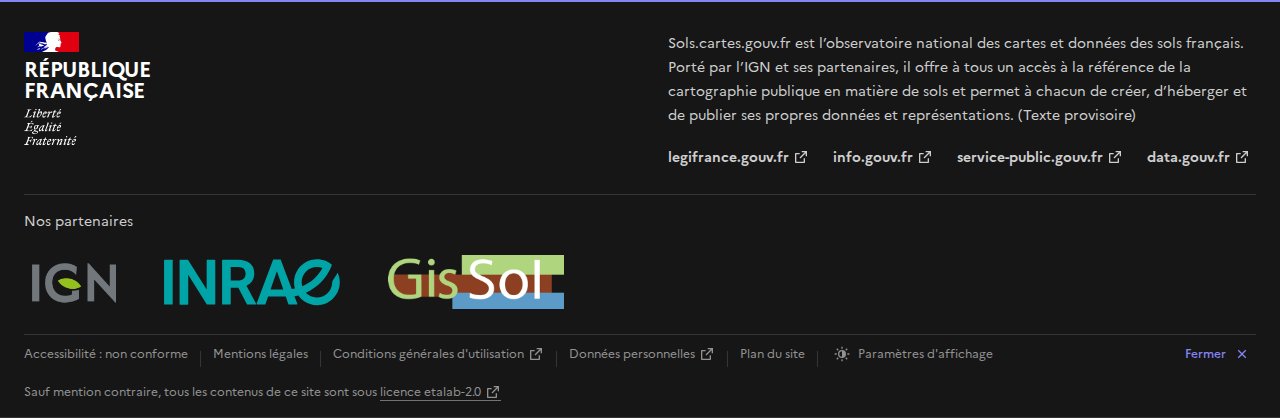 RÉPUBLIQUE
FRANÇAISE
Liberté
Égalité
Fraternité
Sols.cartes.gouv.fr est l’observatoire national des cartes et données des sols français.
Porté par l’IGN et ses partenaires, il offre à tous un accès à la référence de la
cartographie publique en matière de sols et permet à chacun de créer, d’héberger et
de publier ses propres données et représentations. (Texte provisoire)
legifrance.gouv.fr info.gouv.fr service-public.gouv.fr data.gouv.fr
Nos partenaires
IGN INRAE Gis Sol
Accessibilité : non conforme Mentions légales Conditions générales d'utilisation Données personnelles Plan du site Paramètres d'affichage Fermer
Sauf mention contraire, tous les contenus de ce site sont sous licence etalab-2.0